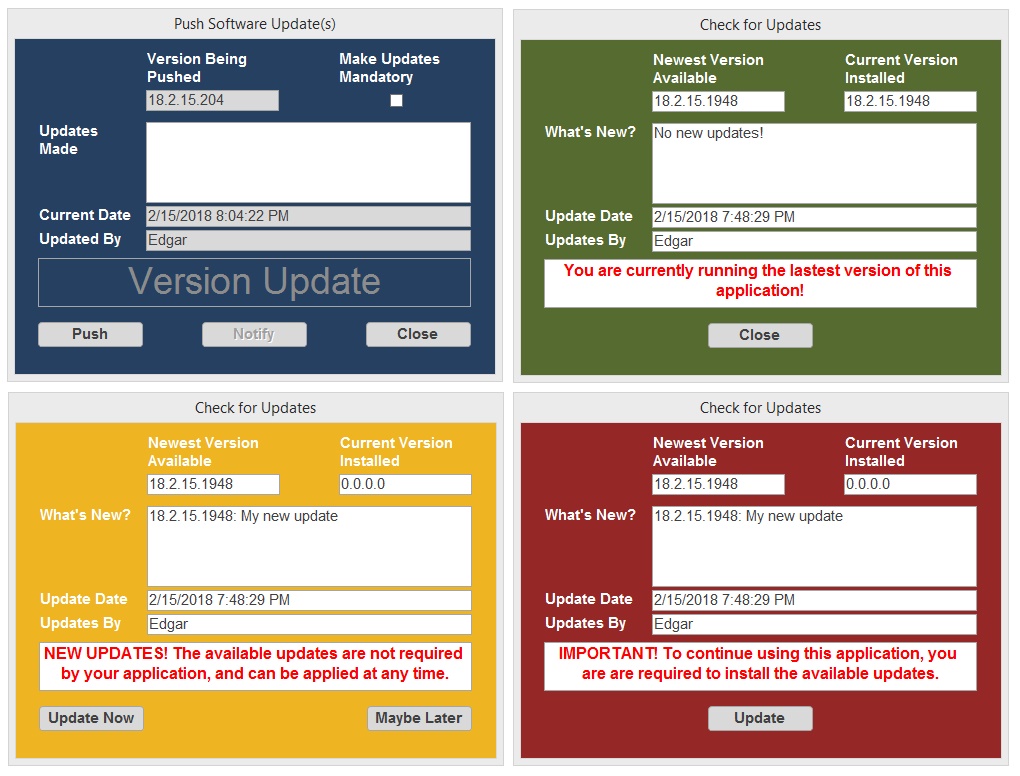 Push Software Update(s)
Version Being
Pushed
Make Updates
Mandatory
18.2.15.204
Updates
Made
Current Date
2/15/2018 8:04:22 PM
Updated By
Edgar
Version Update
Push
Notify
Close
Check for Updates
Newest Version
Available
Current Version
Installed
18.2.15.1948
18.2.15.1948
What's New?
No new updates!
Update Date
2/15/2018 7:48:29 PM
Updates By
Edgar
You are currently running the lastest version of this
application!
Close
Check for Updates
Newest Version
Available
Current Version
Installed
18.2.15.1948
0.0.0.0
What's New?
18.2.15.1948: My new update
Update Date
2/15/2018 7:48:29 PM
Updates By
Edgar
NEW UPDATES! The available updates are not required
by your application, and can be applied at any time.
Update Now
Maybe Later
Check for Updates
Newest Version
Available
Current Version
Installed
18.2.15.1948
0.0.0.0
What's New?
18.2.15.1948: My new update
Update Date
2/15/2018 7:48:29 PM
Updates By
Edgar
IMPORTANT! To continue using this application, you
are are required to install the available updates.
Update